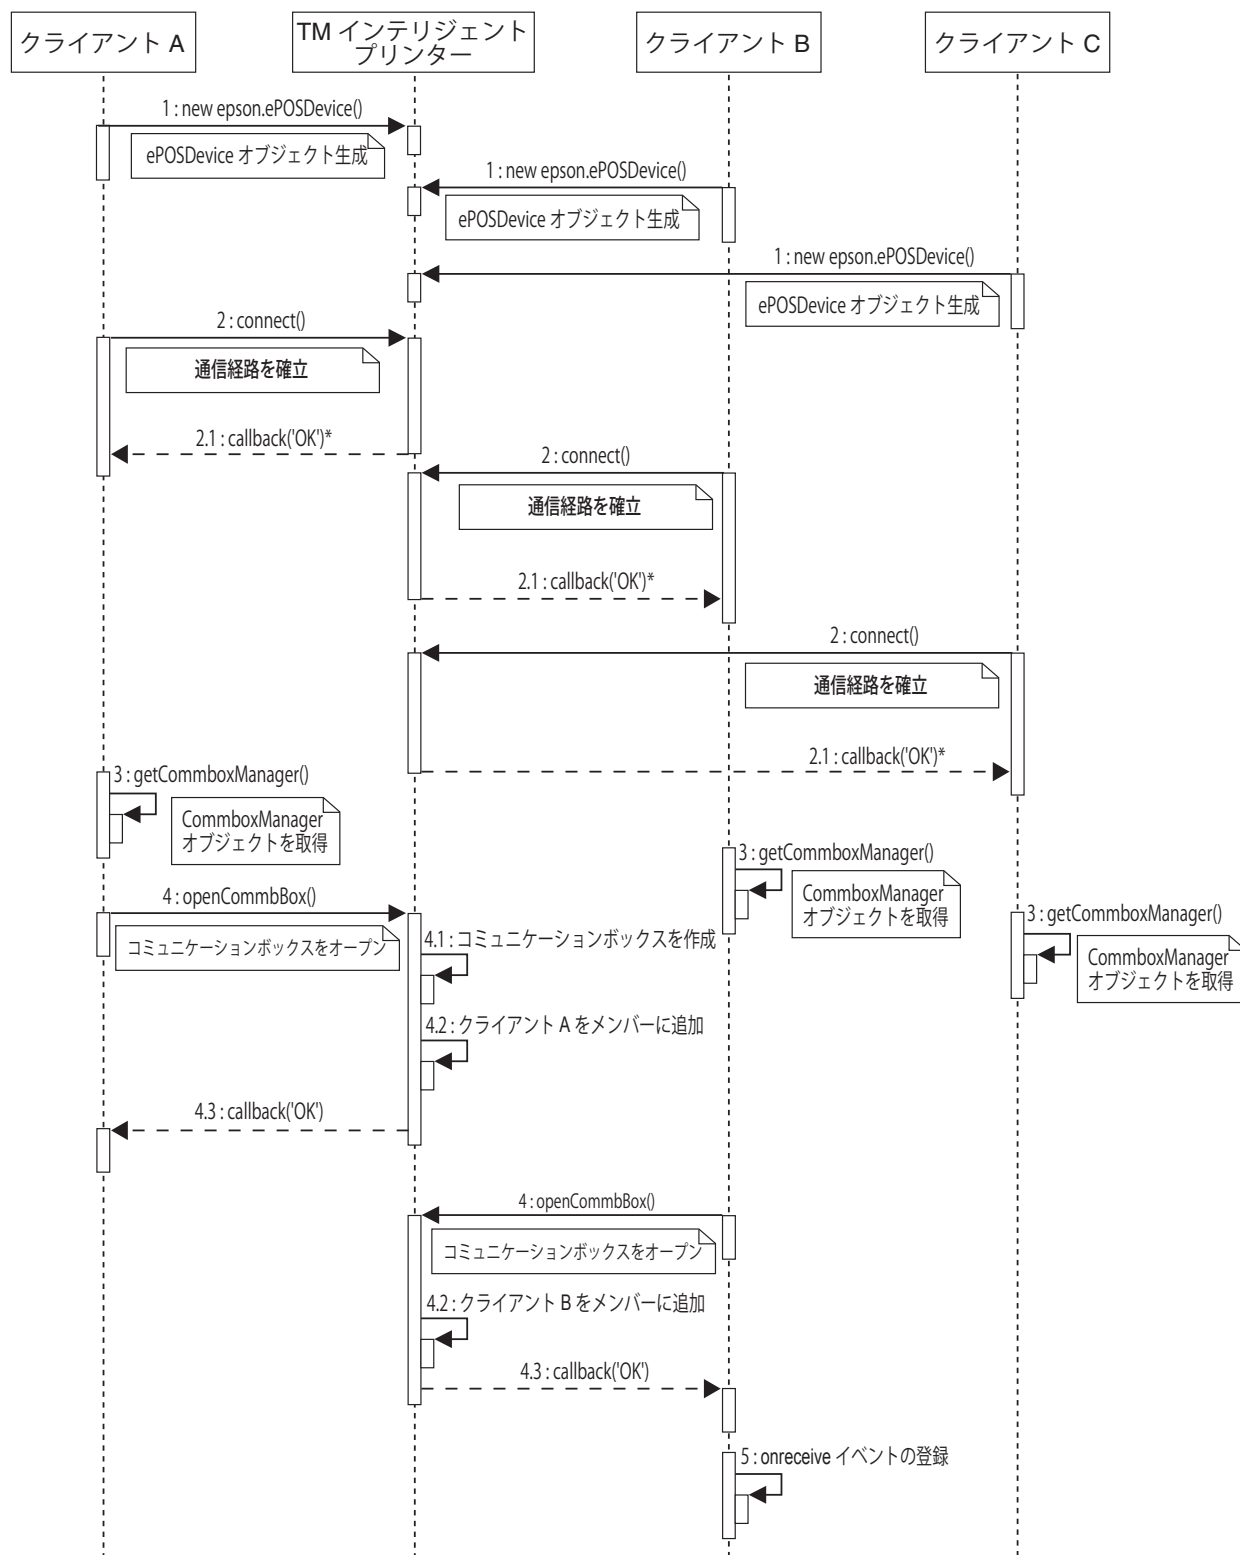 クライアント A
TM インテリジェント
プリンター
クライアント B
クライアント C
1 : new epson.ePOSDevice()
ePOSDevice オブジェクト生成
1 : new epson.ePOSDevice()
ePOSDevice オブジェクト生成
1 : new epson.ePOSDevice()
ePOSDevice オブジェクト生成
2 : connect()
通信経路を確立
2.1 : callback('OK')*
2 : connect()
通信経路を確立
2.1 : callback('OK')*
2 : connect()
通信経路を確立
2.1 : callback('OK')*
3 : getCommboxManager()
CommboxManager
オブジェクトを取得
3 : getCommboxManager()
CommboxManager
オブジェクトを取得
3 : getCommboxManager()
CommboxManager
オブジェクトを取得
4 : openCommbBox()
コミュニケーションボックスをオープン
4.1 : コミュニケーションボックスを作成
4.2 : クライアント A をメンバーに追加
4.3 : callback('OK')
4 : openCommbBox()
コミュニケーションボックスをオープン
4.2 : クライアント B をメンバーに追加
4.3 : callback('OK')
5 : onreceive イベントの登録